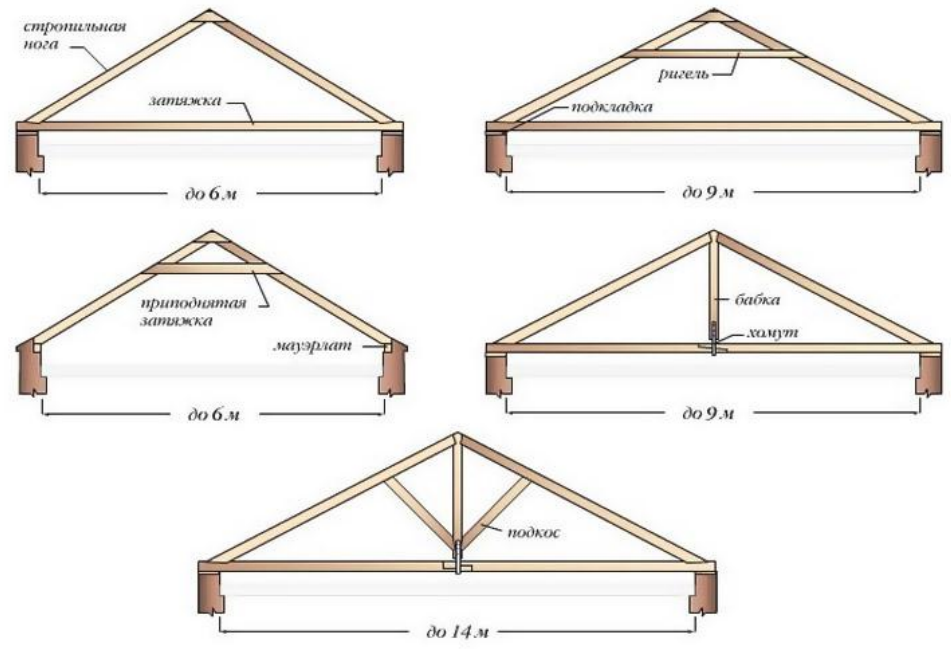 стропильная
нога
затяжка
до 6 м
ригель
подкладка
до 9 м
приподнятая
затяжка
мауэрлат
до 6 м
бабка
хомут
до 9 м
подкос
до 14 м